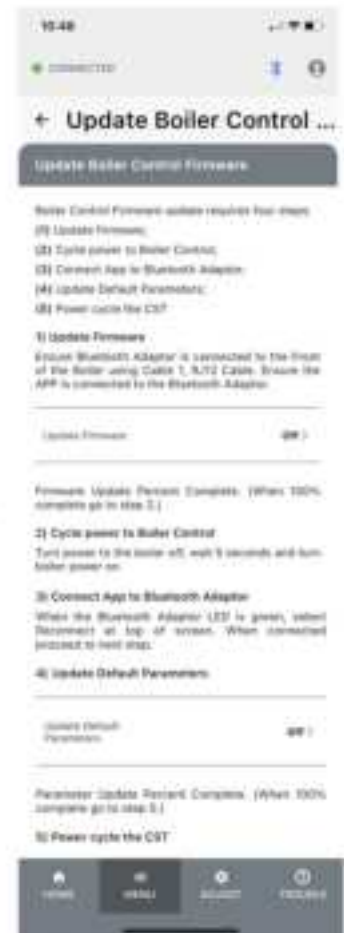 10:48
CONNECTED
← Update Boiler Control ...
Update Boiler Control Firmware
Boiler Control Firmware update requires four steps:
(1) Update Firmware;
(2) Cycle power to Boiler Control;
(3) Connect App to Bluetooth Adaptor;
(4) Update Default Parameters;
(5) Power cycle the CST
1) Update Firmware
Ensure Bluetooth Adaptor is connected to the Front
of the Boiler using Cable 1, RJ12 Cable. Ensure the
APP is connected to the Bluetooth Adaptor.
Update Firmware Off
Firmware Update Percent Complete. (When 100%
complete go to step 2.)
2) Cycle power to Boiler Control
Turn power to the boiler off, wait 5 seconds and turn
boiler power on.
3) Connect App to Bluetooth Adaptor
When the Bluetooth Adaptor LED is green, select
Reconnect at top of screen. When connected
proceed to next step.
4) Update Default Parameters
Update Default
Parameters Off
Parameter Update Percent Complete. (When 100%
complete go to step 5.)
5) Power cycle the CST
HOME MENU